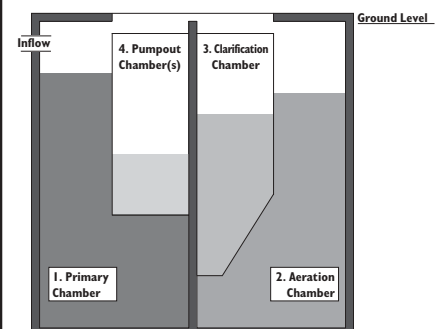 Ground Level
Inflow
4. Pumpout
Chamber(s)
3. Clarification
Chamber
1. Primary
Chamber
2. Aeration
Chamber